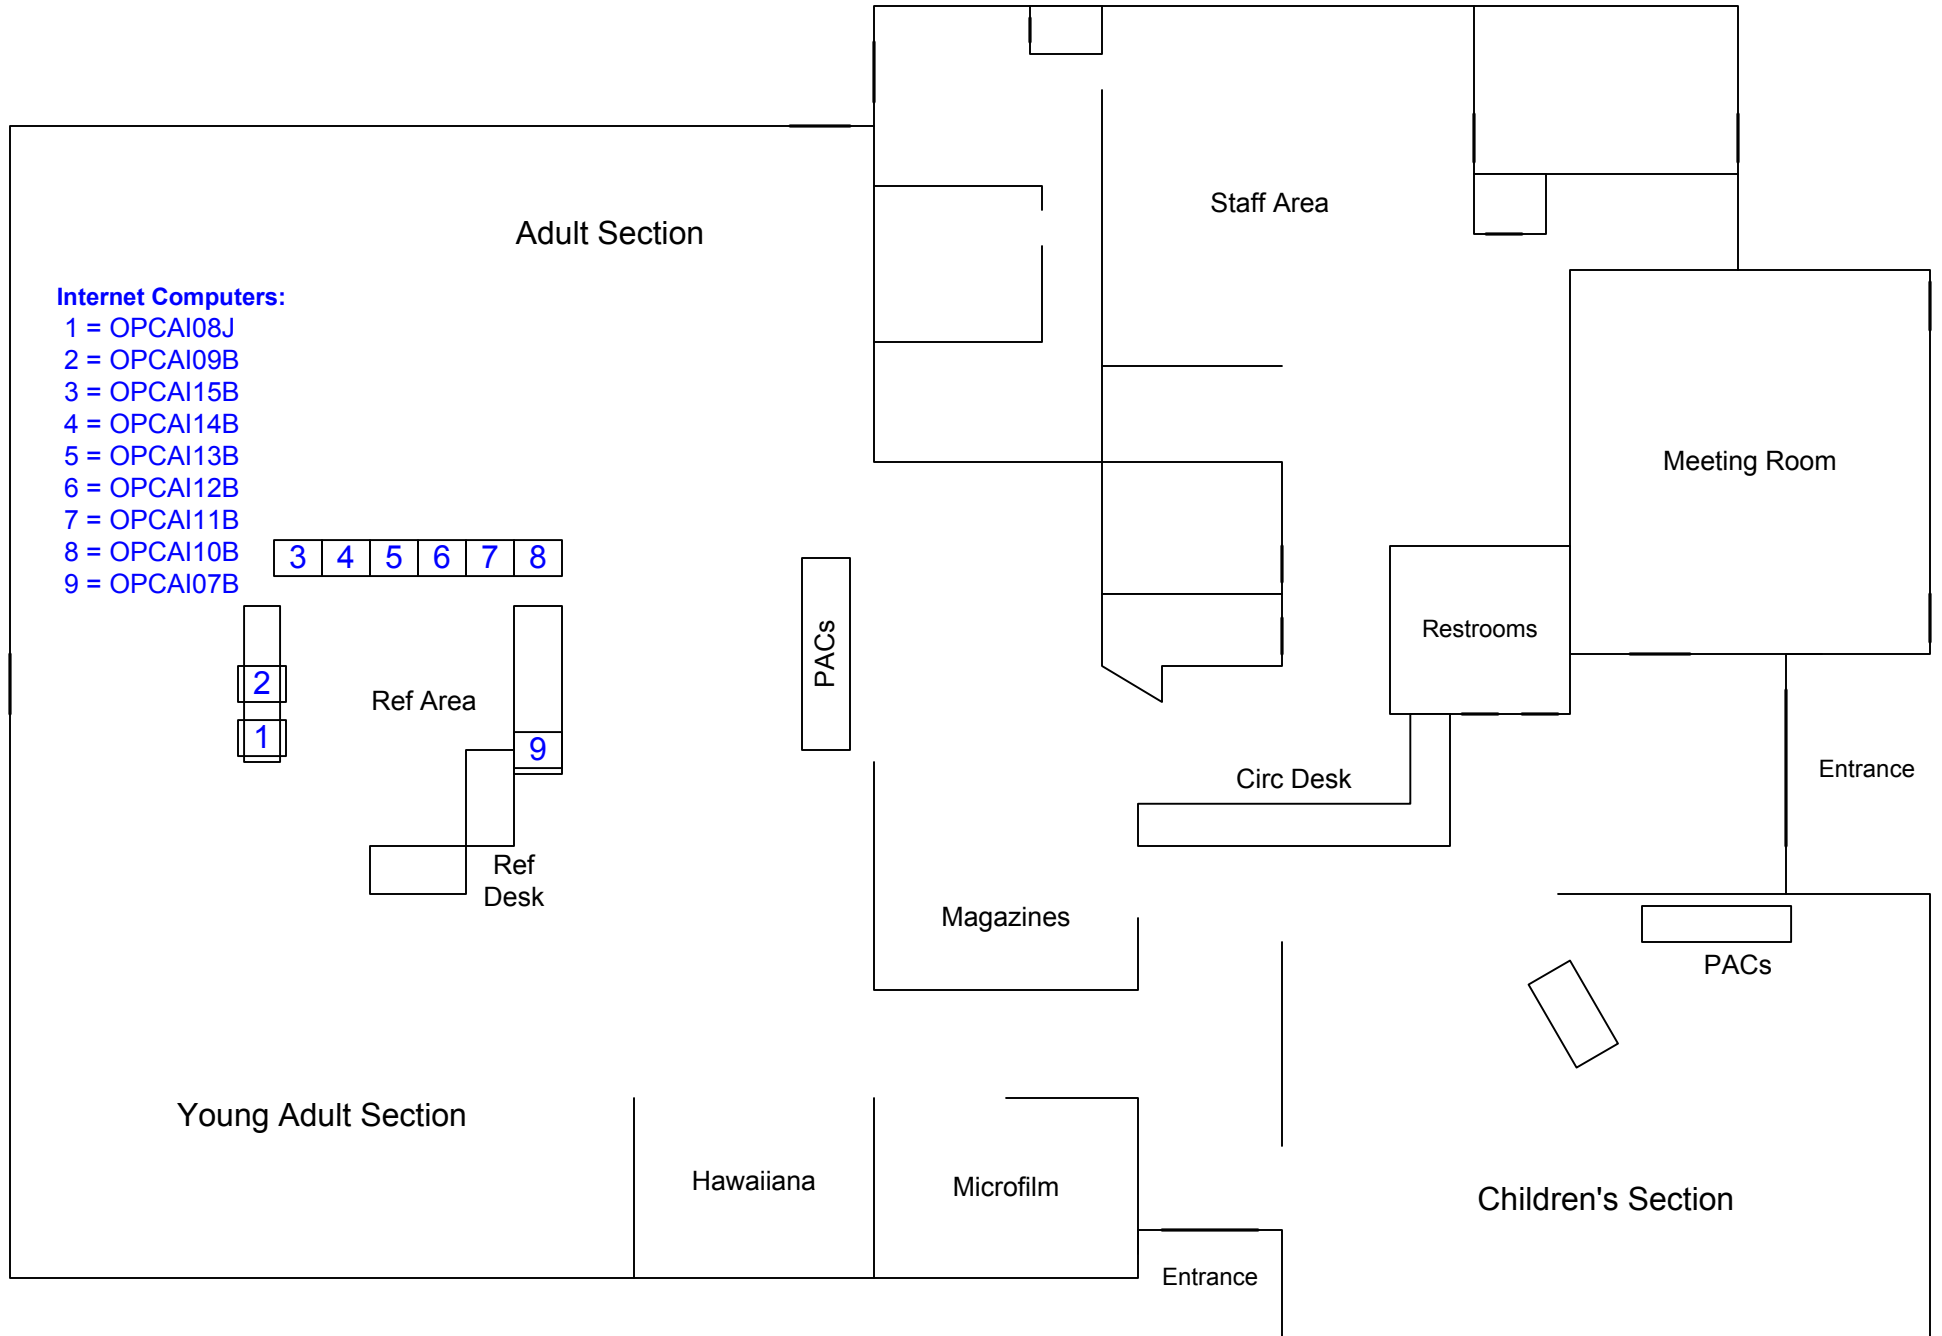 Staff Area
Adult Section
Internet Computers:
1 = OPCAI08J
2 = OPCAI09B
3 = OPCAI15B
4 = OPCAI14B
5 = OPCAI13B
6 = OPCAI12B
7 = OPCAI11B
8 = OPCAI10B
9 = OPCAI07B
Meeting Room
3 4 5 6 7 8
Restrooms
PACs
2
Ref Area
1
9
Entrance
Circ Desk
Ref
Desk
Magazines
PACs
Young Adult Section
Hawaiiana
Microfilm
Children's Section
Entrance